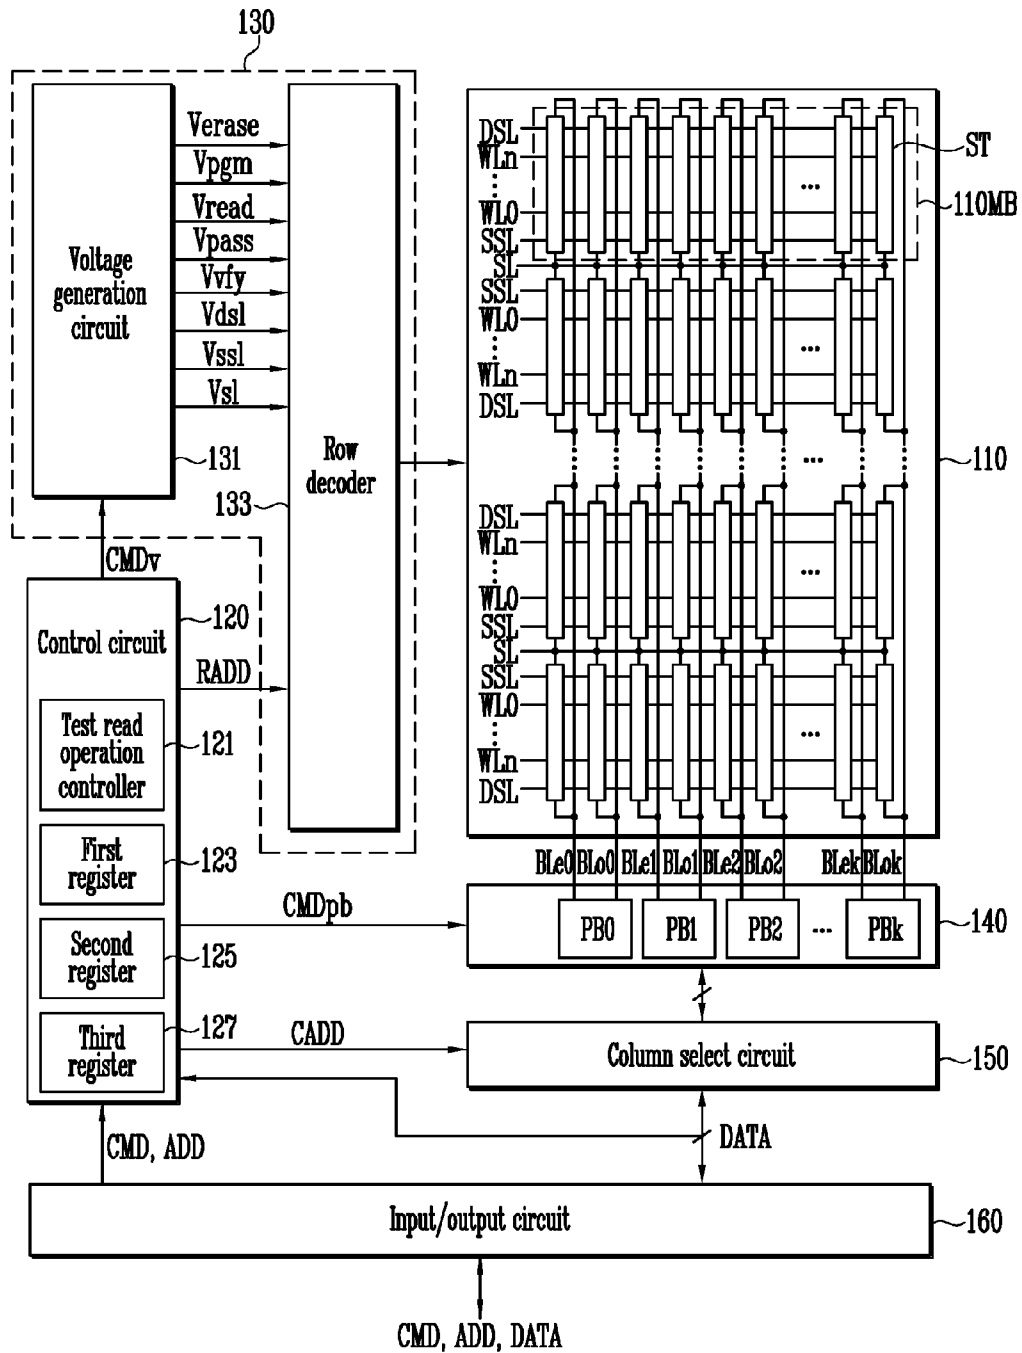 130
Verase
Vpgm
Vread
Vpass
Vvfy
Vdsl
Vssl
Vsl
Voltage
generation
circuit
131
Row
decoder
133
DSL
WLn
WL0
SSL
SL
SSL
WL0
WLn
DSL
...
...
...
ST
110MB
110
DSL
WLn
WL0
SSL
SL
SSL
WL0
WLn
DSL
...
...
CMDv
Control circuit
120
RADD
Test read
operation
controller
121
First
register
123
Second
register
125
Third
register
127
BLe0 BLo0 BLe1 BLo1 BLe2 BLo2 BLek BLok
CMDpb
PB0 PB1 PB2 ... PBk
140
CADD
Column select circuit
150
DATA
CMD, ADD
Input/output circuit
160
CMD, ADD, DATA